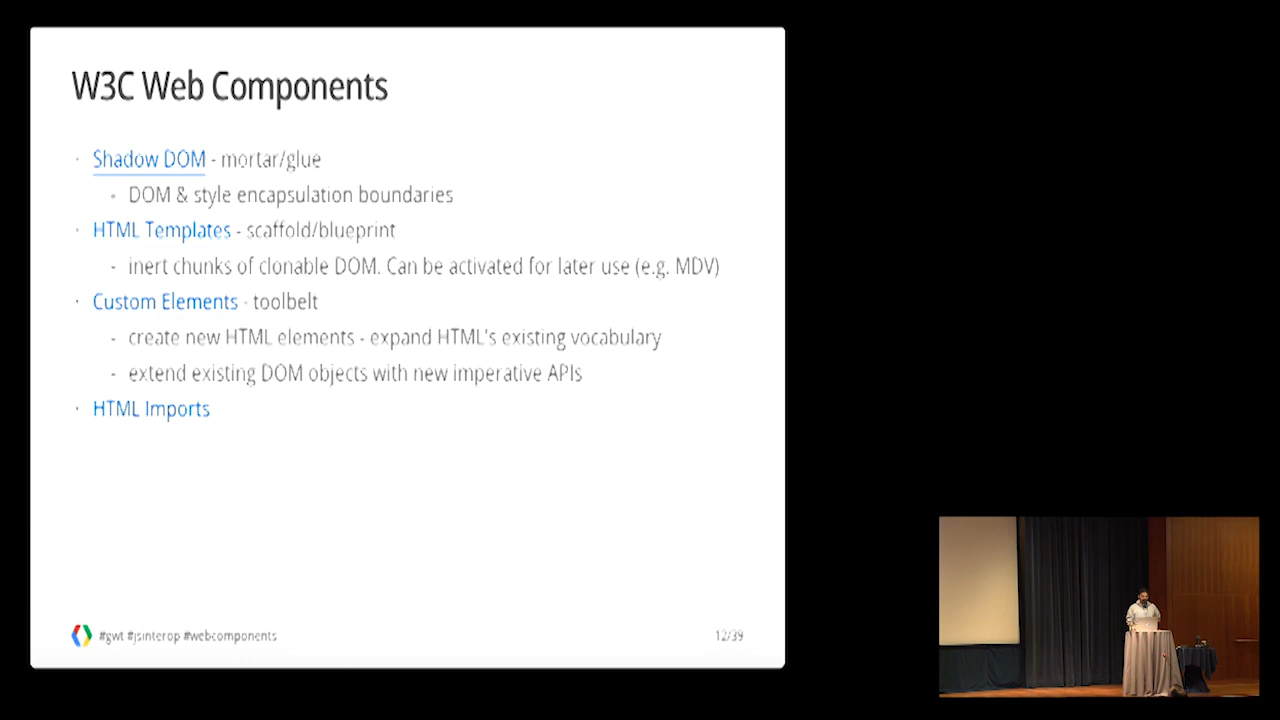 W3C Web Components
· Shadow DOM - mortar/glue
- DOM & style encapsulation boundaries
· HTML Templates - scaffold/blueprint
- inert chunks of clonable DOM. Can be activated for later use (e.g. MDV)
· Custom Elements - toolbelt
- create new HTML elements - expand HTML's existing vocabulary
- extend existing DOM objects with new imperative APIs
· HTML Imports
#gwt #jsinterop #webcomponents
12/39